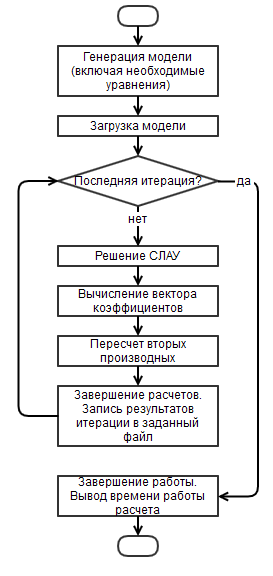 Генерация модели
(включая необходимые
уравнения)
Загрузка модели
Последняя итерация?
да
нет
Решение СЛАУ
Вычисление вектора
коэффициентов
Пересчет вторых
производных
Завершение расчетов.
Запись результатов
итерации в заданный
файл
Завершение работы.
Вывод времени работы
расчета